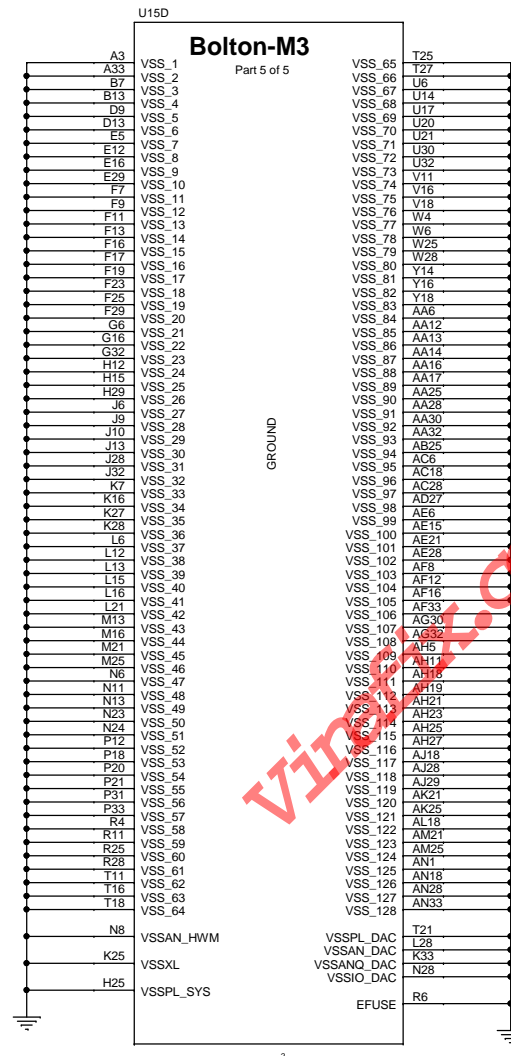 U15D
Bolton-M3
Part 5 of 5
A3 VSS_1 VSS_65 T25
A33 VSS_2 VSS_66 T27
B7 VSS_3 VSS_67 U6
B13 VSS_4 VSS_68 U14
D9 VSS_5 VSS_69 U17
D13 VSS_6 VSS_70 U20
E5 VSS_7 VSS_71 U21
E12 VSS_8 VSS_72 U30
E16 VSS_9 VSS_73 U32
E29 VSS_10 VSS_74 V11
F7 VSS_11 VSS_75 V16
F9 VSS_12 VSS_76 V18
F11 VSS_13 VSS_77 W4
F13 VSS_14 VSS_78 W6
F16 VSS_15 VSS_79 W25
F17 VSS_16 VSS_80 W28
F19 VSS_17 VSS_81 Y14
F23 VSS_18 VSS_82 Y16
F25 VSS_19 VSS_83 Y18
F29 VSS_20 VSS_84 AA6
G6 VSS_21 VSS_85 AA12
G16 VSS_22 VSS_86 AA13
G32 VSS_23 VSS_87 AA14
H12 VSS_24 VSS_88 AA16
H15 VSS_25 VSS_89 AA17
H29 VSS_26 VSS_90 AA25
J6 VSS_27 VSS_91 AA28
J9 VSS_28 VSS_92 AA30
J10 VSS_29 VSS_93 AA32
J13 VSS_30 VSS_94 AB25
J28 VSS_31 VSS_95 AC6
J32 VSS_32 VSS_96 AC18
K7 VSS_33 VSS_97 AC28
K16 VSS_34 VSS_98 AD27
K27 VSS_35 VSS_99 AE6
K28 VSS_36 VSS_100 AE15
L6 VSS_37 VSS_101 AE21
L12 VSS_38 VSS_102 AE28
L13 VSS_39 VSS_103 AF8
L15 VSS_40 VSS_104 AF12
L16 VSS_41 VSS_105 AF16
L21 VSS_42 VSS_106 AF33
M13 VSS_43 VSS_107 AG30
M16 VSS_44 VSS_108 AG32
M21 VSS_45 VSS_109 AH5
M25 VSS_46 VSS_110 AH11
N6 VSS_47 VSS_111 AH18
N11 VSS_48 VSS_112 AH19
N13 VSS_49 VSS_113 AH21
N23 VSS_50 VSS_114 AH23
N24 VSS_51 VSS_115 AH25
P12 VSS_52 VSS_116 AH27
P18 VSS_53 VSS_117 AJ18
P20 VSS_54 VSS_118 AJ28
P21 VSS_55 VSS_119 AJ29
P31 VSS_56 VSS_120 AK21
P33 VSS_57 VSS_121 AK25
R4 VSS_58 VSS_122 AL18
R11 VSS_59 VSS_123 AM21
R25 VSS_60 VSS_124 AM25
R28 VSS_61 VSS_125 AN1
T11 VSS_62 VSS_126 AN18
T16 VSS_63 VSS_127 AN28
T18 VSS_64 VSS_128 AN33
GROUND
N8 VSSAN_HWM VSSPL_DAC T21
VSSAN_DAC L28
K25 VSSXL VSSANQ_DAC K33
VSSIO_DAC N28
H25 VSSPL_SYS
EFUSE R6